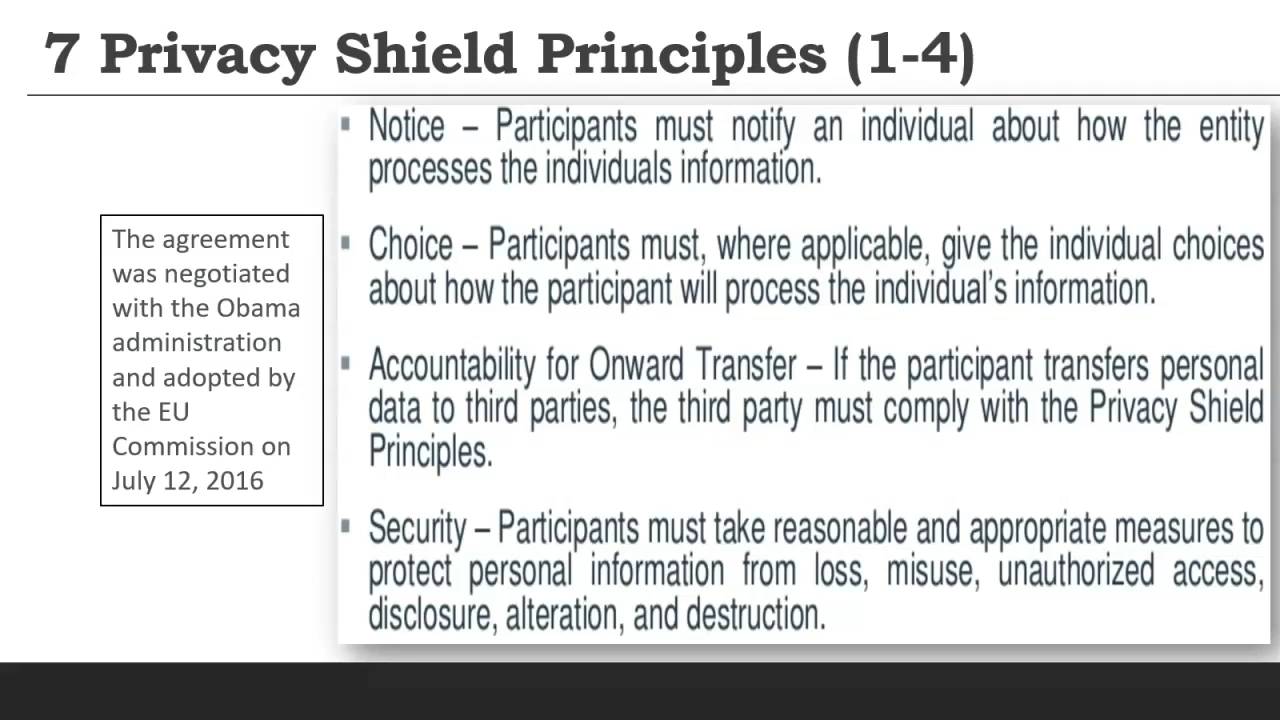 7 Privacy Shield Principles (1-4)
The agreement
was negotiated
with the Obama
administration
and adopted by
the EU
Commission on
July 12, 2016
▪ Notice – Participants must notify an individual about how the entity
processes the individuals information.
▪ Choice – Participants must, where applicable, give the individual choices
about how the participant will process the individual’s information.
▪ Accountability for Onward Transfer – If the participant transfers personal
data to third parties, the third party must comply with the Privacy Shield
Principles.
▪ Security – Participants must take reasonable and appropriate measures to
protect personal information from loss, misuse, unauthorized access,
disclosure, alteration, and destruction.